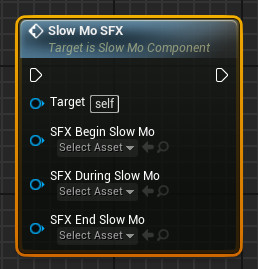 Slow Mo SFX
Target is Slow Mo Component
Target self
SFX Begin Slow Mo
Select Asset
SFX During Slow Mo
Select Asset
SFX End Slow Mo
Select Asset